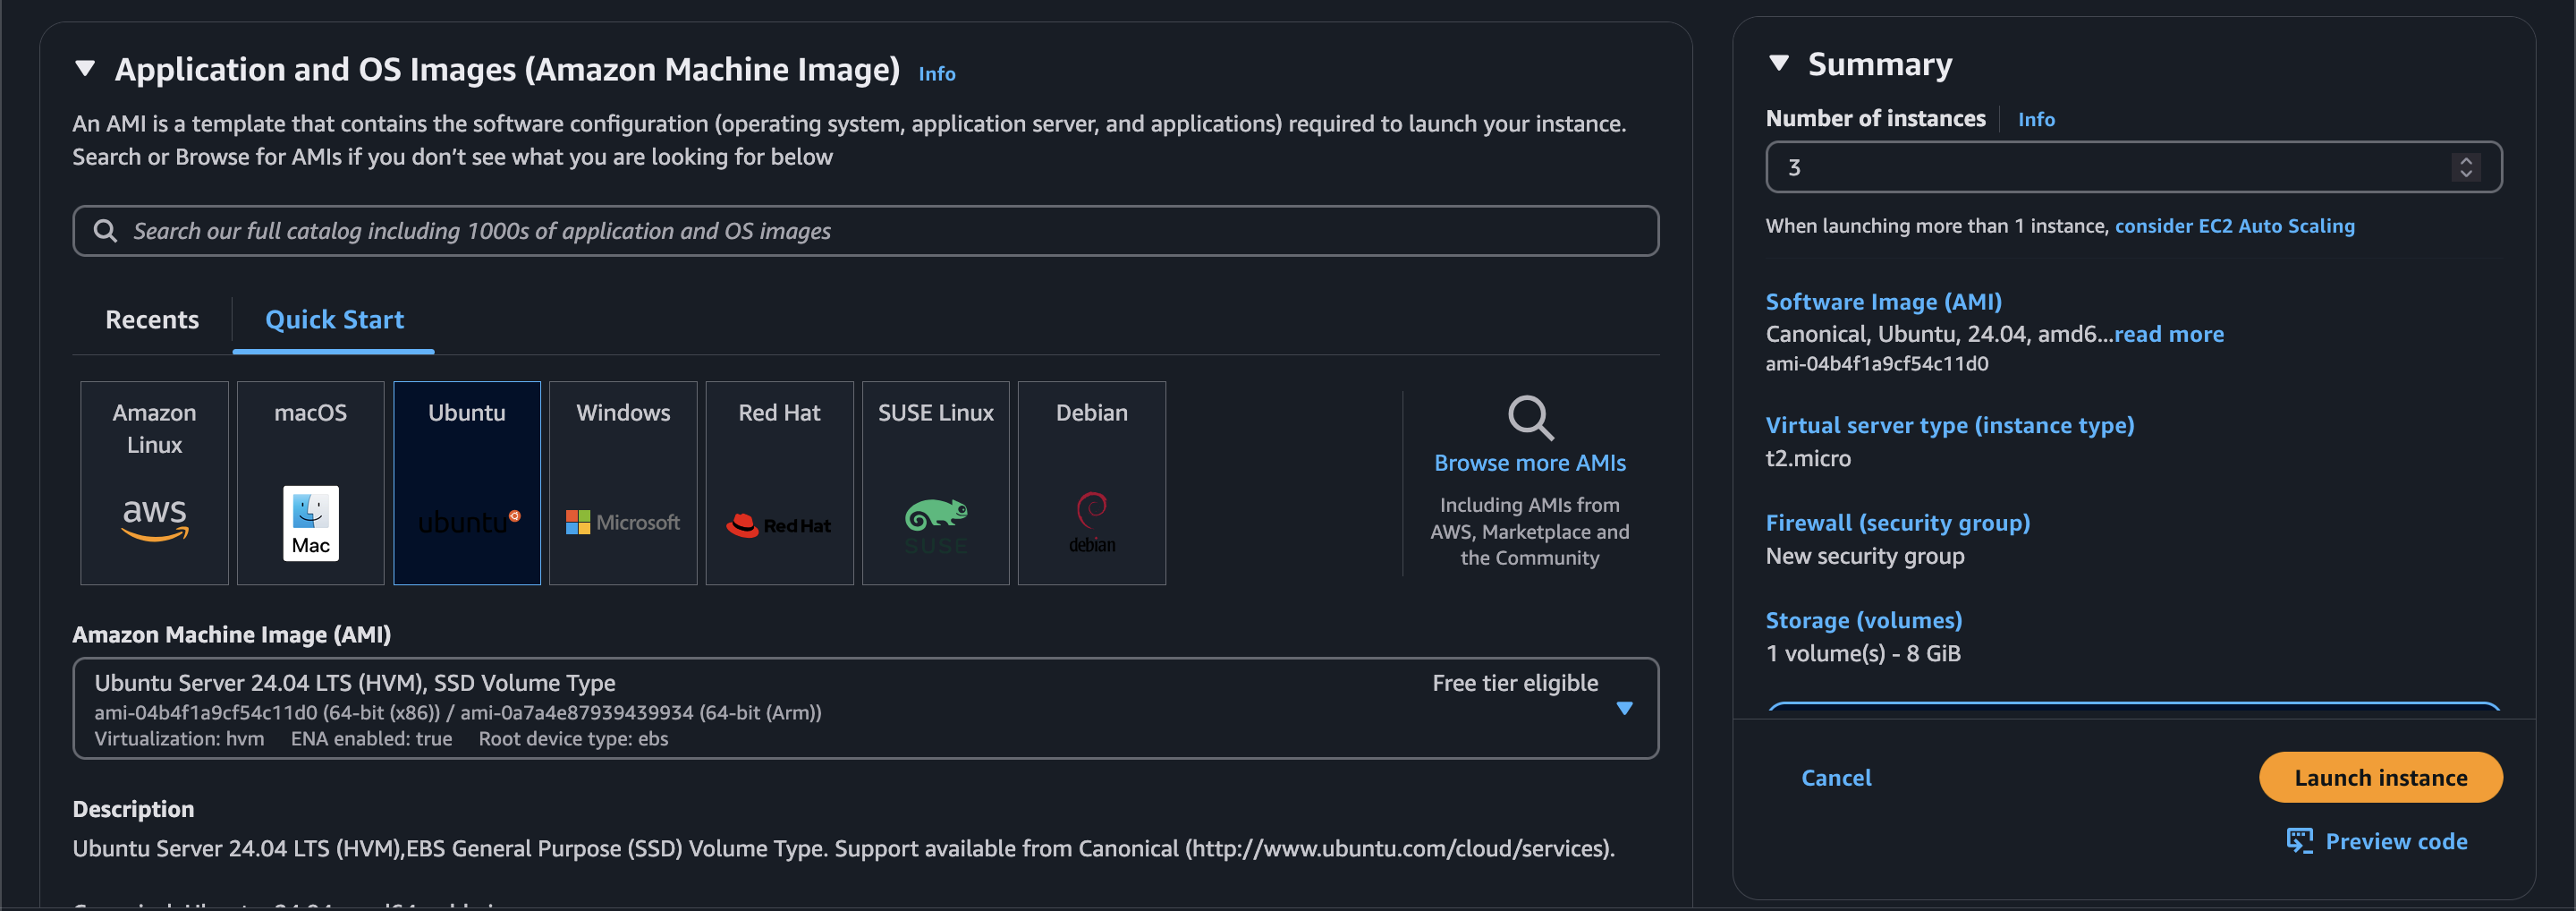 Application and OS Images (Amazon Machine Image) Info
An AMI is a template that contains the software configuration (operating system, application server, and applications) required to launch your instance.
Search or Browse for AMIs if you don’t see what you are looking for below
Search our full catalog including 1000s of application and OS images
Recents
Quick Start
Amazon
Linux
aws
macOS
Mac
Ubuntu
ubuntu
Windows
Microsoft
Red Hat
Red Hat
SUSE Linux
SUSE
Debian
debian
Browse more AMIs
Including AMIs from
AWS, Marketplace and
the Community
Amazon Machine Image (AMI)
Ubuntu Server 24.04 LTS (HVM), SSD Volume Type
Free tier eligible
ami-04b4f1a9cf54c11d0 (64-bit (x86)) / ami-0a7a4e87939439934 (64-bit (Arm))
Virtualization: hvm ENA enabled: true Root device type: ebs
Description
Ubuntu Server 24.04 LTS (HVM),EBS General Purpose (SSD) Volume Type. Support available from Canonical (http://www.ubuntu.com/cloud/services).
Summary
Number of instances Info
3
When launching more than 1 instance, consider EC2 Auto Scaling
Software Image (AMI)
Canonical, Ubuntu, 24.04, amd6...read more
ami-04b4f1a9cf54c11d0
Virtual server type (instance type)
t2.micro
Firewall (security group)
New security group
Storage (volumes)
1 volume(s) - 8 GiB
Cancel
Launch instance
Preview code